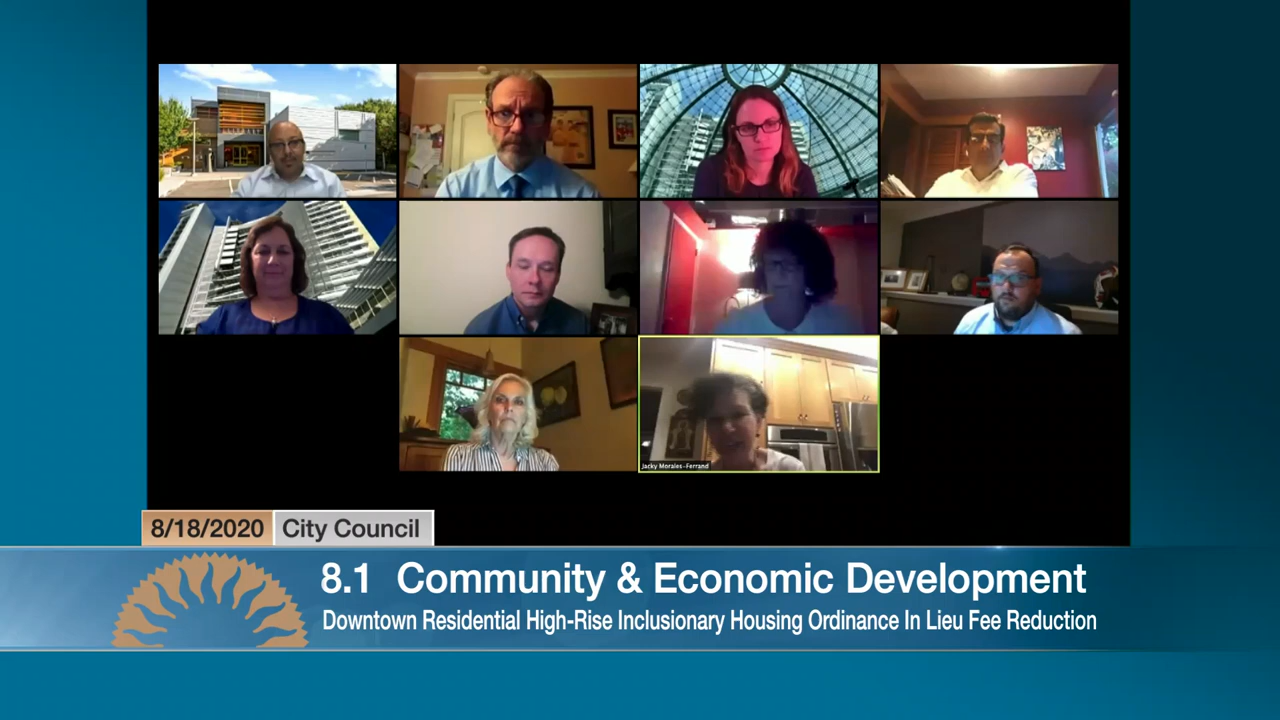 Jacky Morales-Ferrand
8/18/2020 City Council
8.1 Community & Economic Development
Downtown Residential High-Rise Inclusionary Housing Ordinance In Lieu Fee Reduction